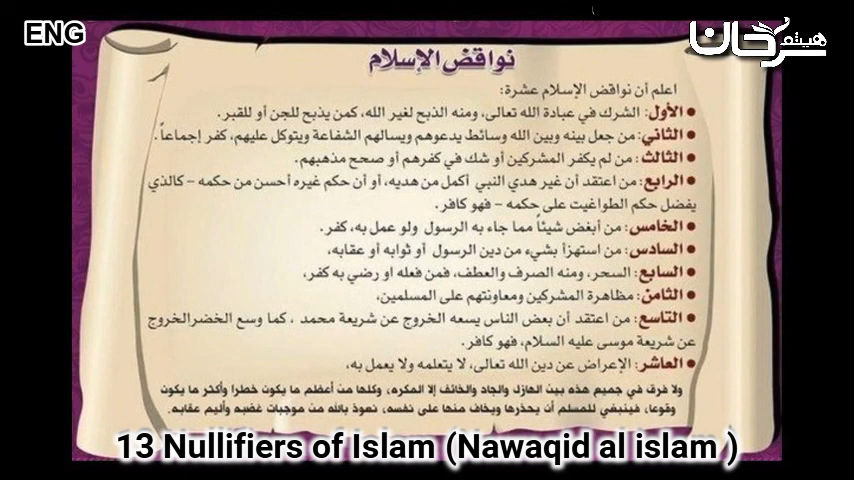 ENG
هيثم سرحان
نواقض الإسلام
اعلم أن نواقض الإسلام عشرة:
● الأول: الشرك في عبادة الله تعالى، ومنه الذبح لغير الله، كمن يذبح للجن أو للقبر.
● الثاني: من جعل بينه وبين الله وسائط يدعوهم ويسالهم الشفاعة ويتوكل عليهم، كفر إجماعاً.
● الثالث: من لم يكفر المشركين أو شك في كفرهم أو صحح مذهبهم.
● الرابع: من اعتقد أن غير هدي النبي أكمل من هديه، أو أن حكم غيره أحسن من حكمه – كالذي
يفضل حكم الطواغيت على حكمه – فهو كافر.
● الخامس: من أبغض شيئاً مما جاء به الرسول ولو عمل به، كفر.
● السادس: من استهزأ بشيء من دين الرسول أو ثوابه أو عقابه،
● السابع: السحر، ومنه الصرف والعطف، فمن فعله او رضي به كفر،
● الثامن: مظاهرة المشركين ومعاونتهم على المسلمين،
● التاسع: من اعتقد أن بعض الناس يسعه الخروج عن شريعة محمد ، كما وسع الخضرالخروج
عن شريعة موسى عليه السلام، فهو كافر.
● العاشر: الإعراض عن دين الله تعالى، لا يتعلمه ولا يعمل به،
ولا فرق في جميع هذه بين الهازل والجاد والخائف إلا المكره، وكلها من أعظم ما يكون خطرا وأكثر ما يكون
وقوعا، فينبغي للمسلم أن يحذرها ويخاف منها على نفسه، نعوذ بالله من موجبات غضبه وأليم عقابه.
13 Nullifiers of Islam (Nawaqid al islam )